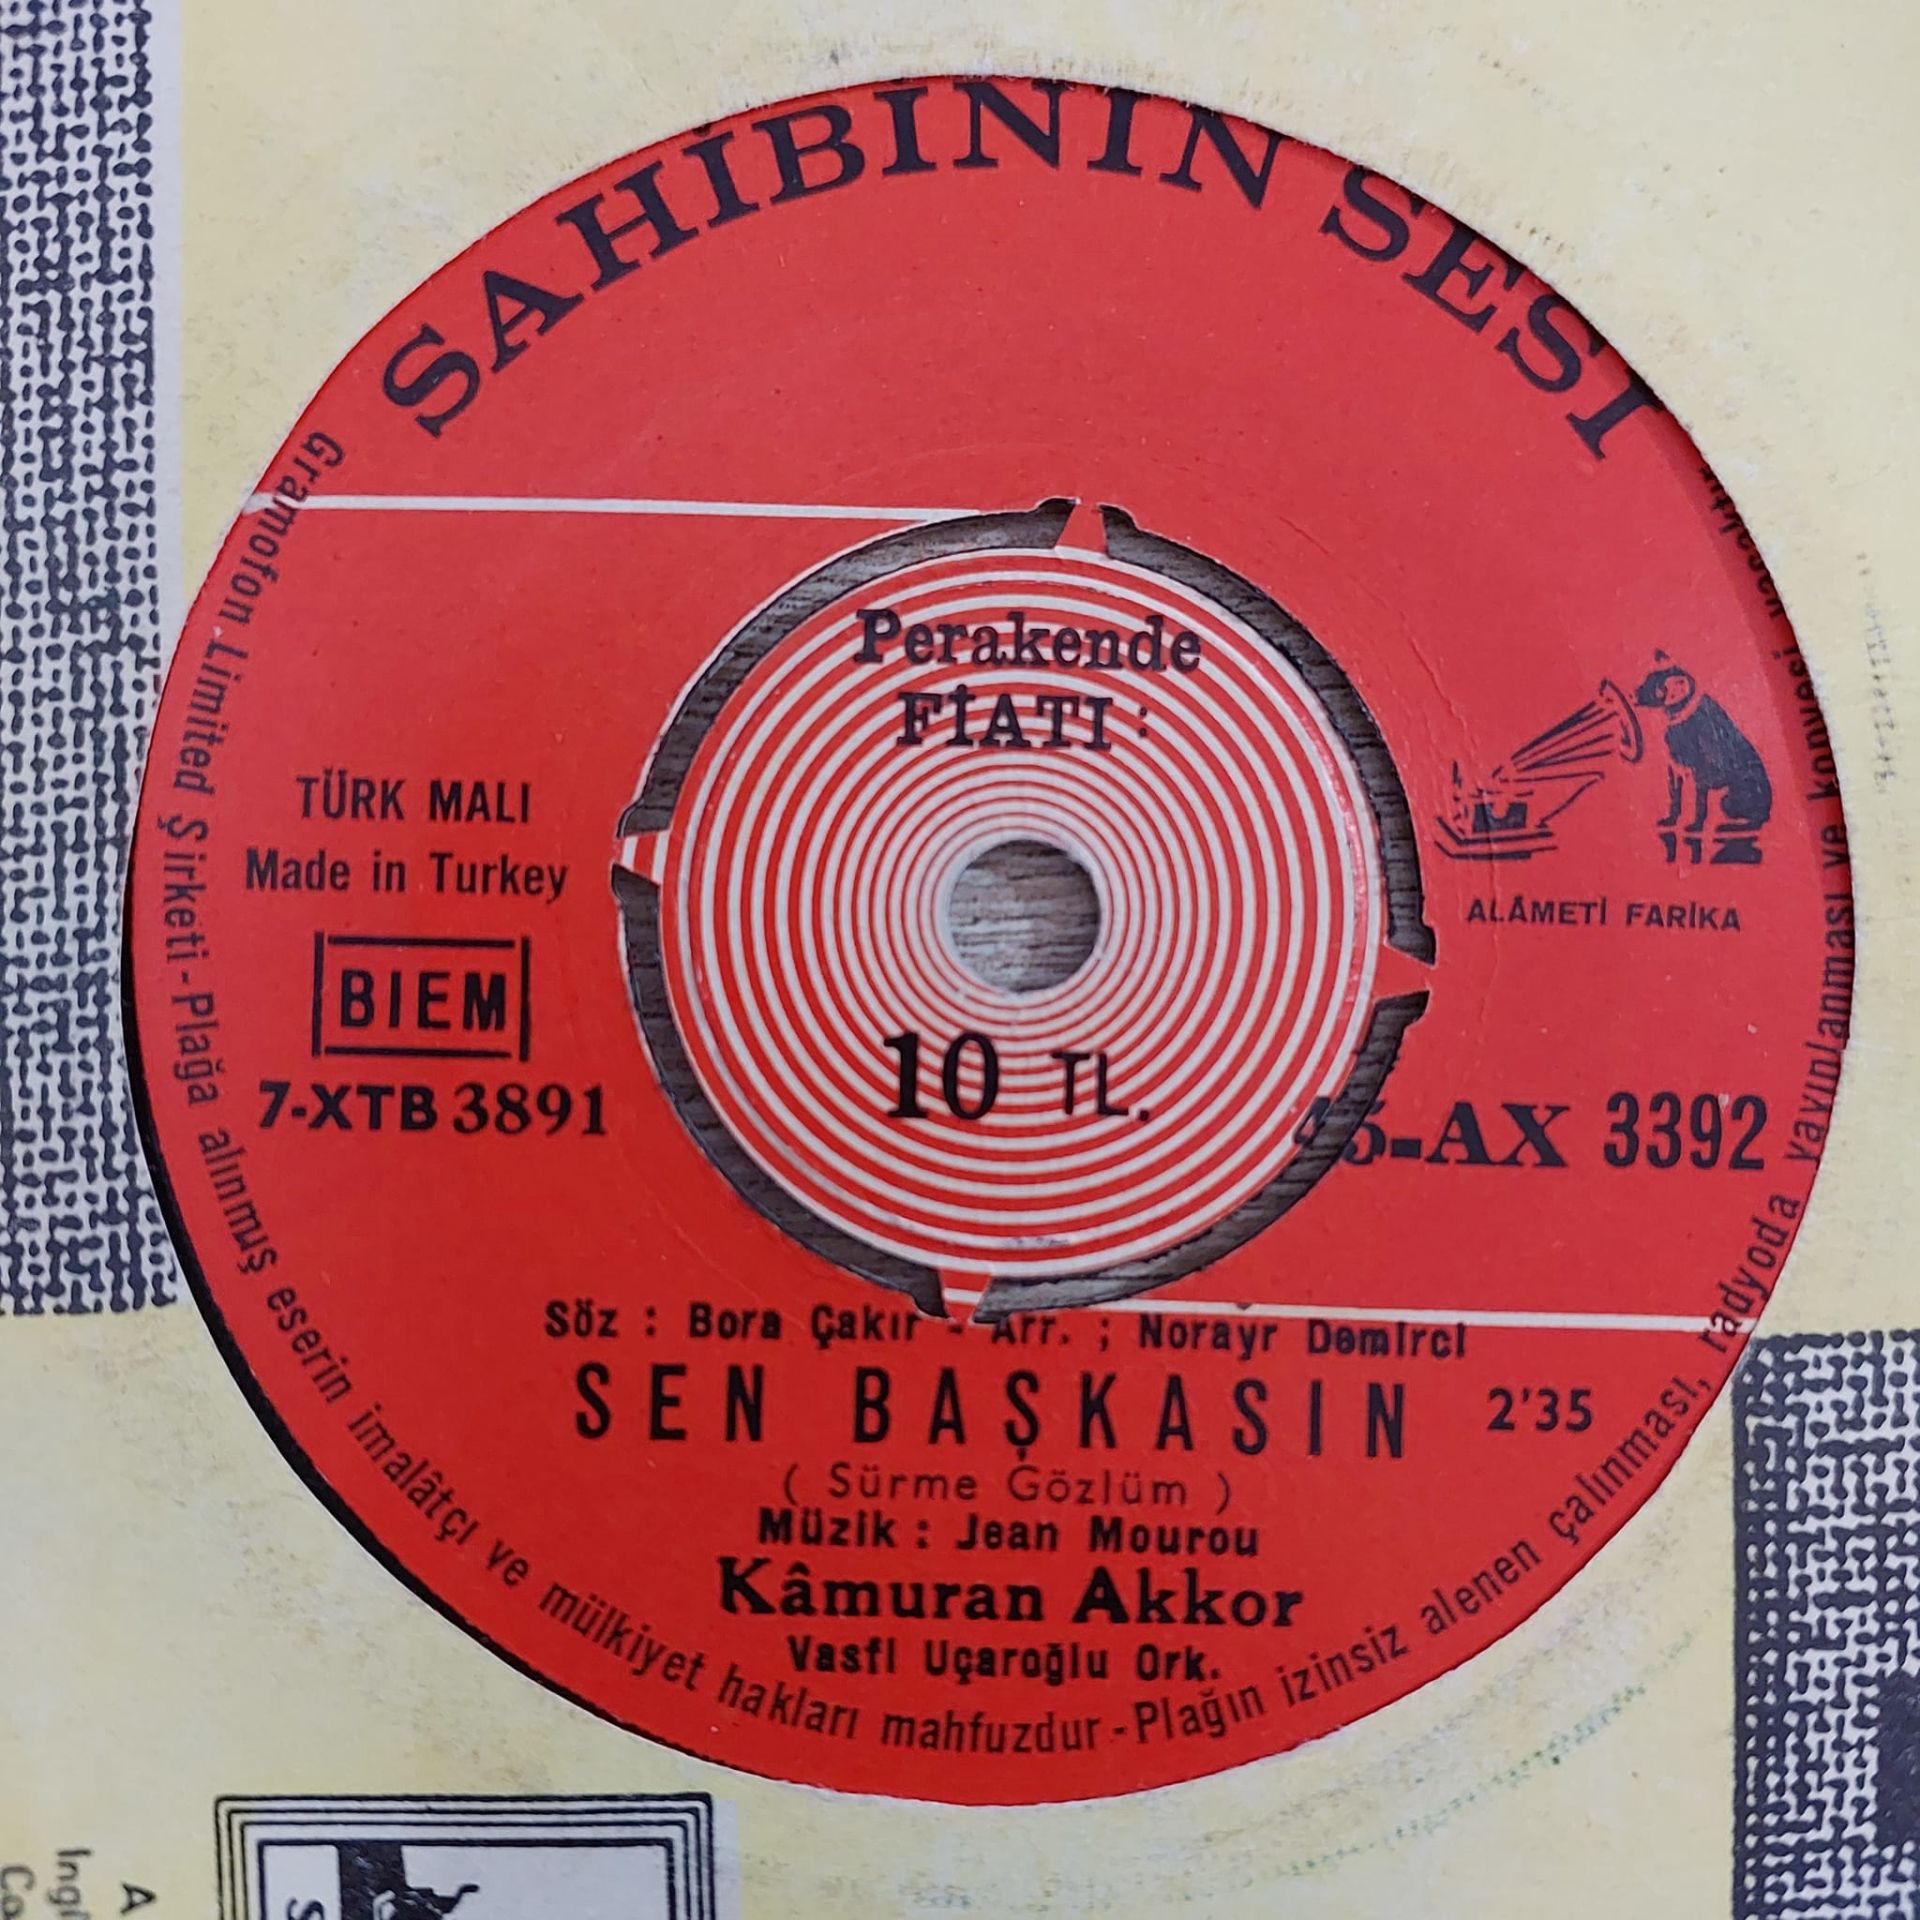 SAHİBİNİN SESİ
Perakende
FİATI :
TÜRK MALI
Made in Turkey
BIEM
7-XTB 3891
10 TL.
ALÂMETİ FARİKA
45-AX 3392
Söz : Bora Çakır - Arr. ; Norayr Demirci
SEN BAŞKASIN 2'35
( Sürme Gözlüm )
Müzik : Jean Mourou
Kâmuran Akkor
Vasfi Uçaroğlu Ork.
Gramofon Limited Şirketi - Plağa alınmış eserin imalâtçı ve mülkiyet hakları mahfuzdur - Plağın izinsiz alenen çalınması, radyoda yayınlanması ve kopyesi yasaktır